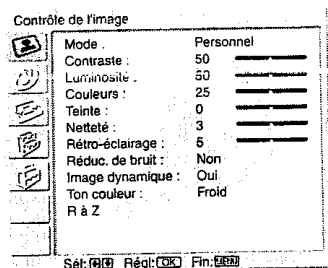 Contrôle de l'image
Mode : Personnel
Contraste : 50
Luminosité : 50
Couleurs : 25
Teinte : 0
Netteté : 3
Rétro-éclairage : 5
Réduc. de bruit : Non
Image dynamique : Oui
Ton couleur : Froid
R à Z
Sél: Régl: OK Fin: MENU